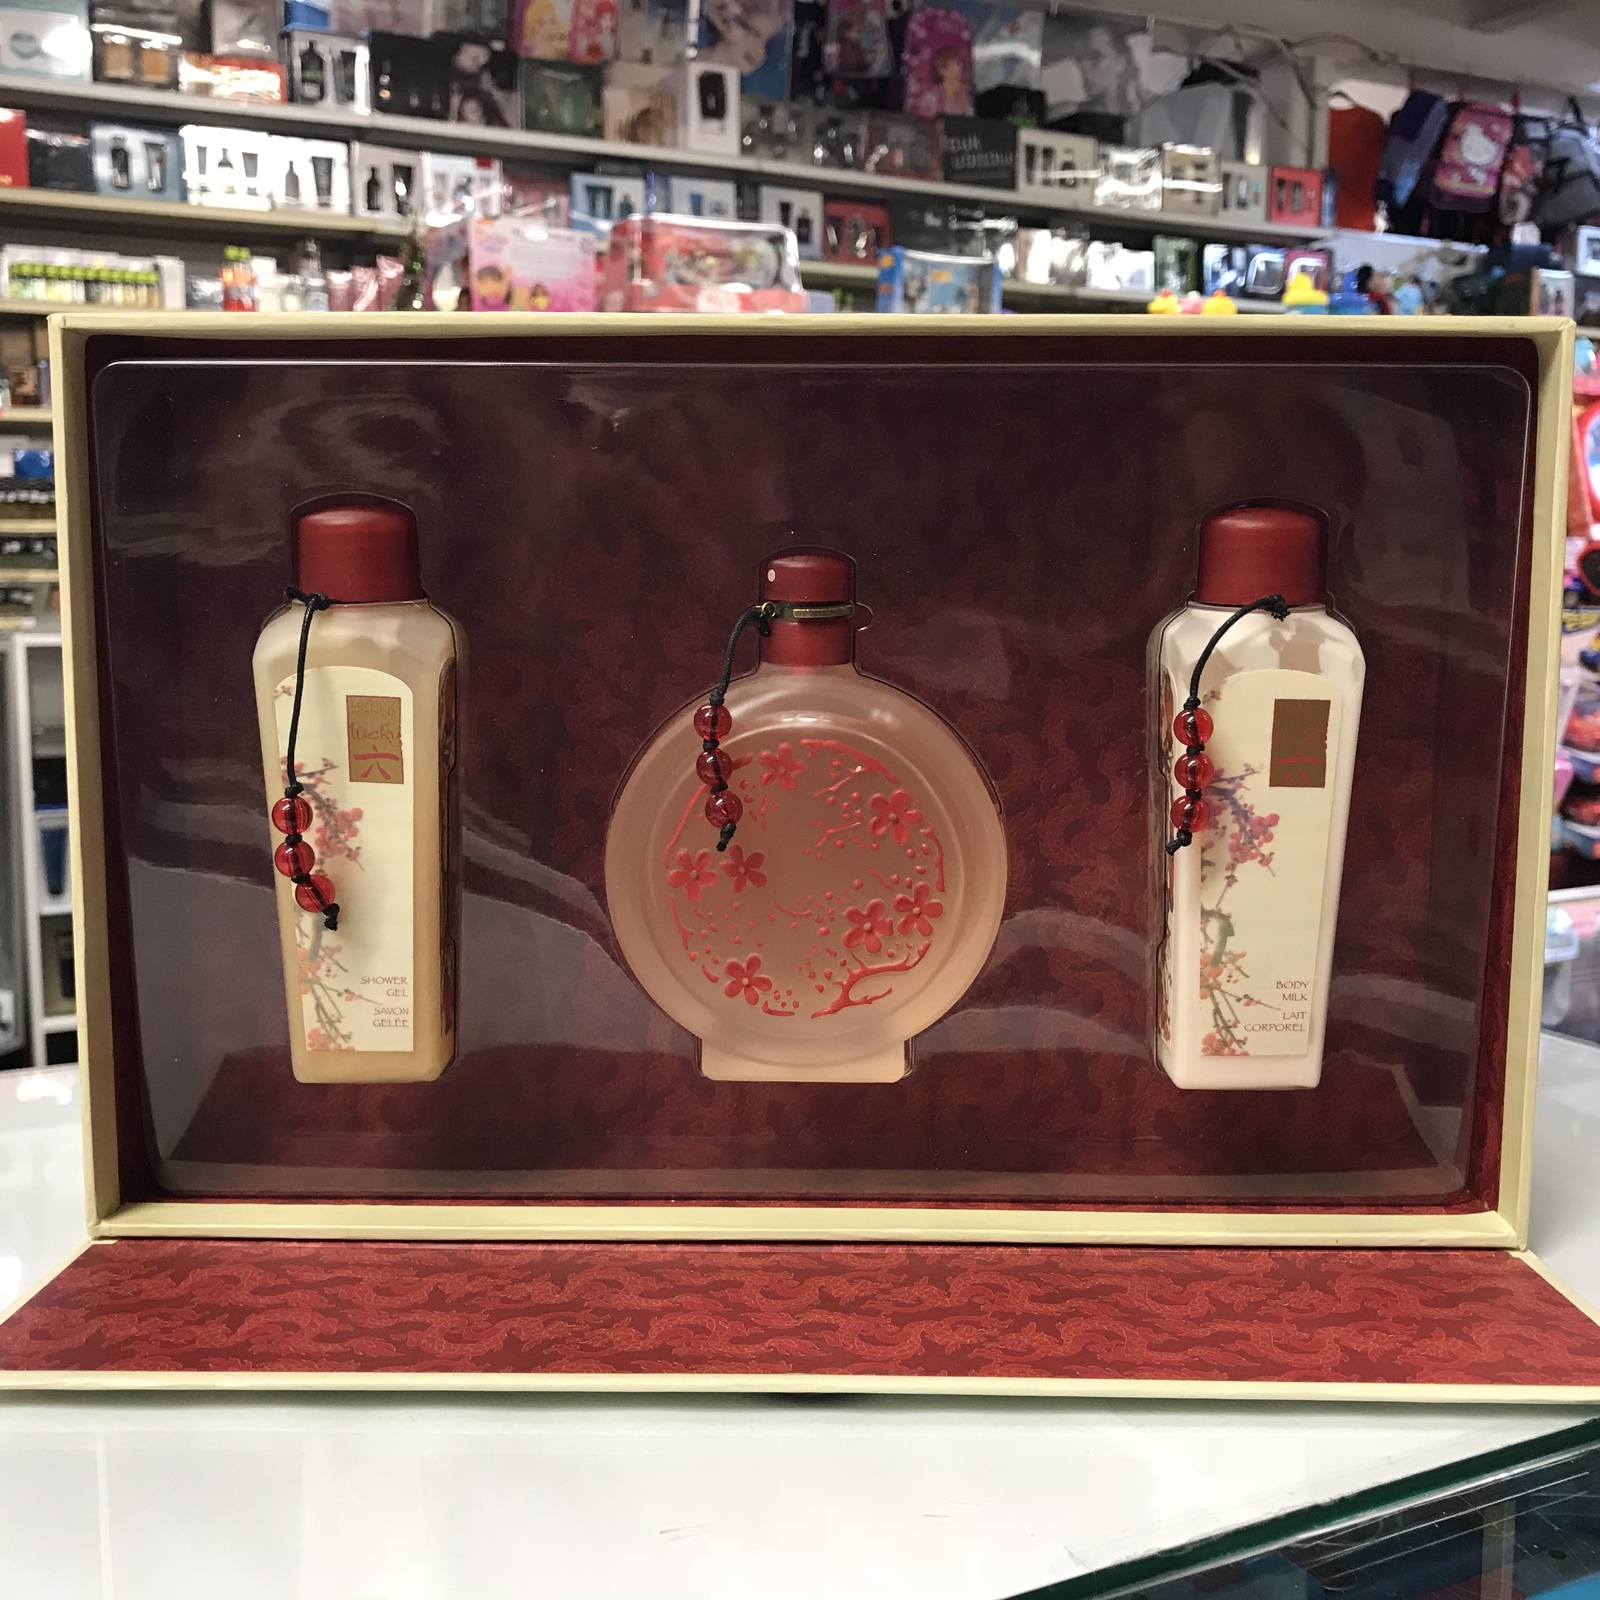 lucky
六
SHOWER
GEL
SAVON
GELÉE
六
BODY
MILK
LAIT
CORPOREL